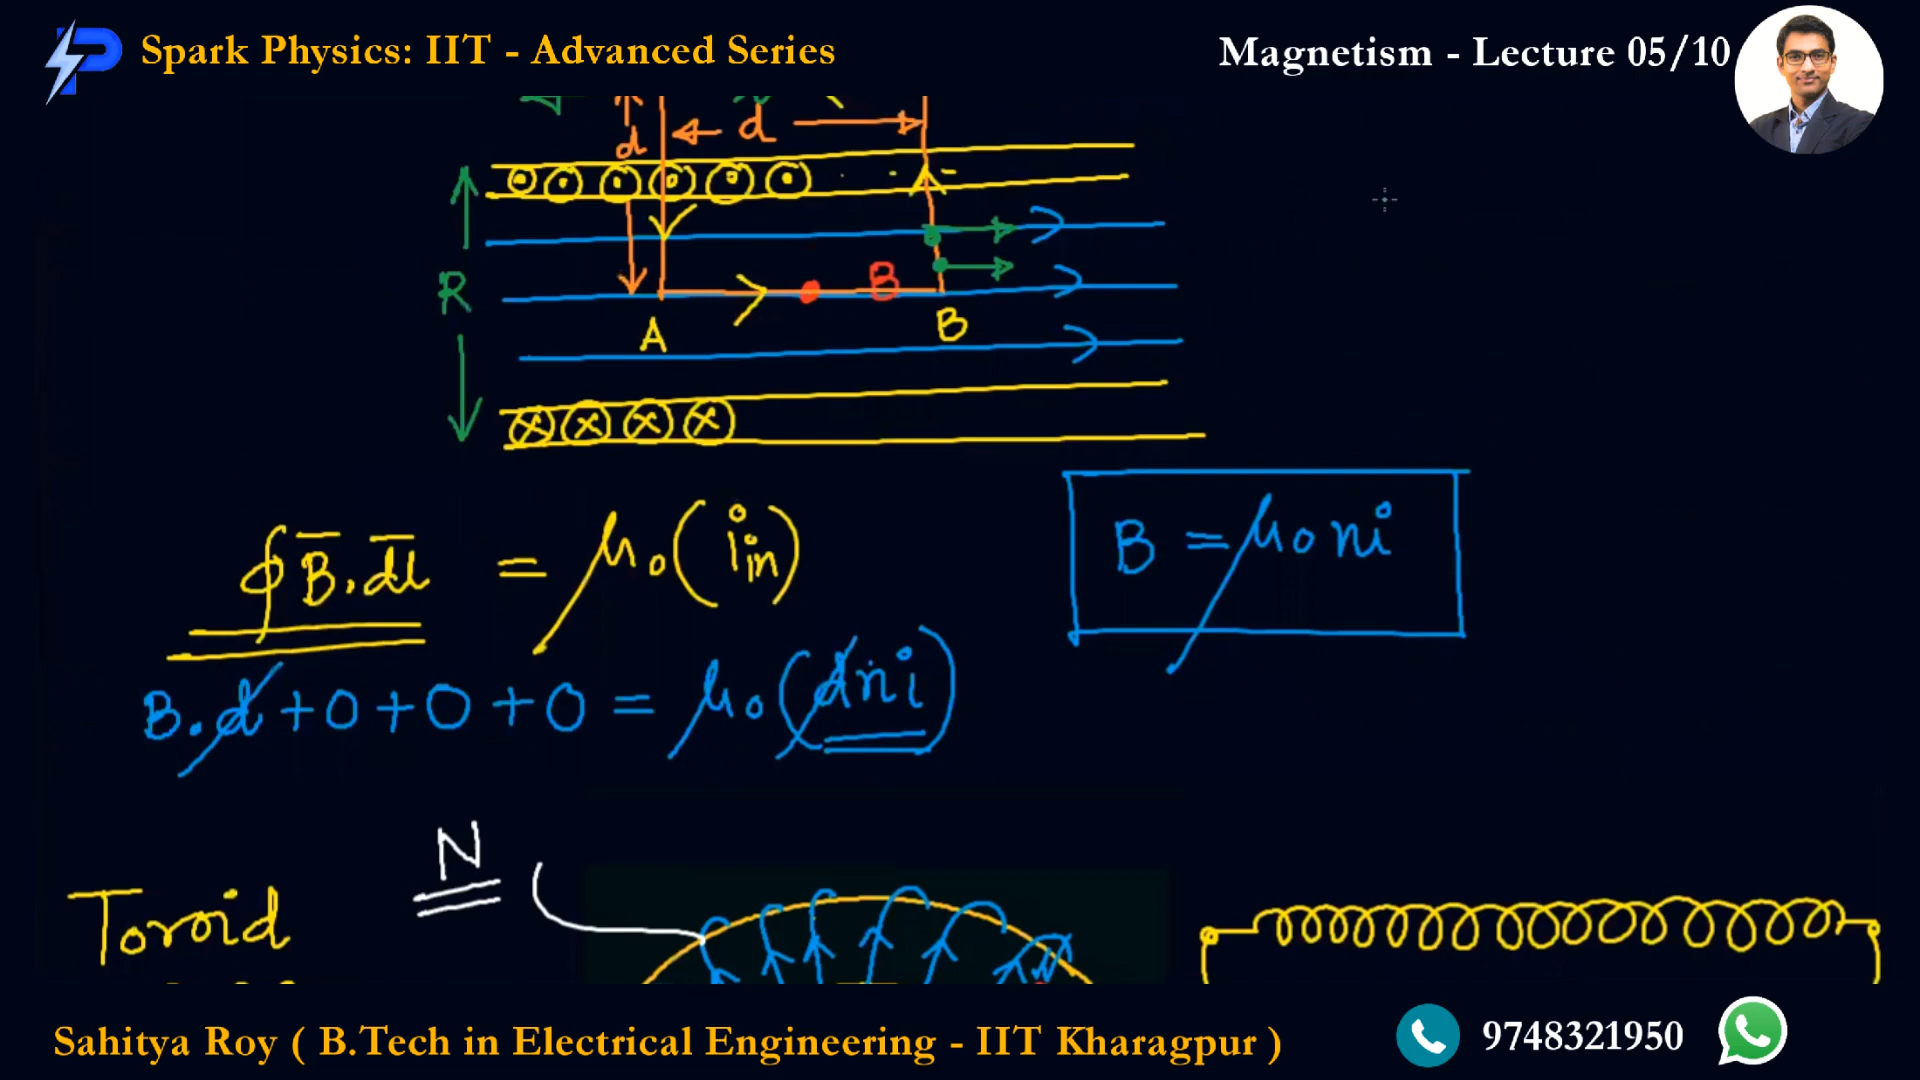 Spark Physics: IIT - Advanced Series
Magnetism - Lecture 05/10
d
d
R
B
A
B
∮B̅.d̅l̅ = μ₀(i_in)
B = μ₀ni
B.d+0+0+0 = μ₀(dni)
N
Toroid
Sahitya Roy ( B.Tech in Electrical Engineering - IIT Kharagpur )
9748321950